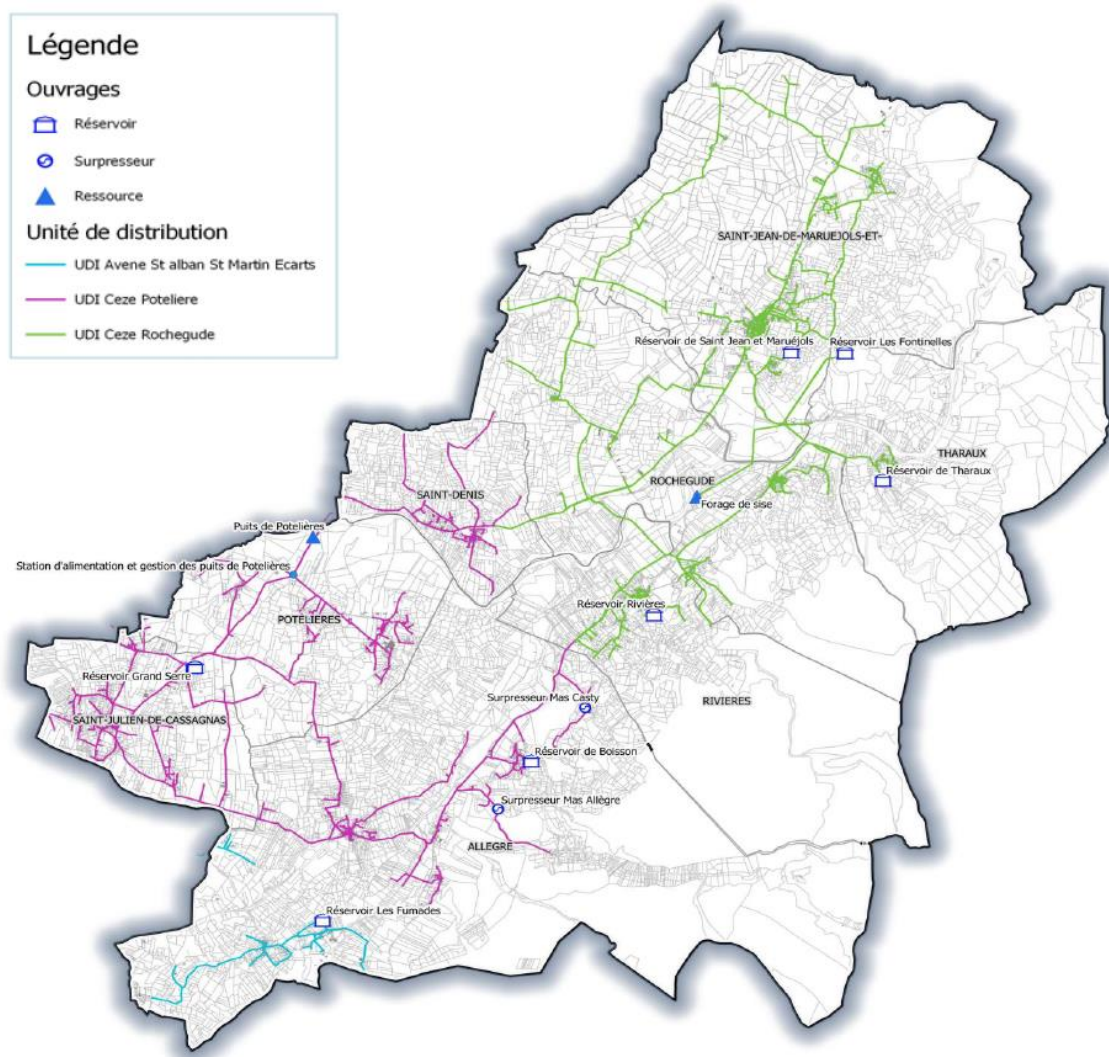 Légende
Ouvrages
Réservoir
Surpresseur
Ressource
Unité de distribution
UDI Avene St alban St Martin Ecarts
UDI Ceze Poteliere
UDI Ceze Rochegude
SAINT-JEAN-DE-MARUEJOLS-ET-
Réservoir de Saint Jean et Maruéjols
Réservoir Les Fontinelles
THARAUX
Réservoir de Tharaux
ROCHEGUDE
Forage de sise
SAINT-DENIS
Puits de Potelières
Station d'alimentation et gestion des puits de Potelières
POTELIERES
Réservoir Rivières
Réservoir Grand Serre
SAINT-JULIEN-DE-CASSAGNAS
Surpresseur Mas Casty
RIVIERES
Réservoir de Boisson
Surpresseur Mas Allègre
ALLEGRE
Réservoir Les Fumades